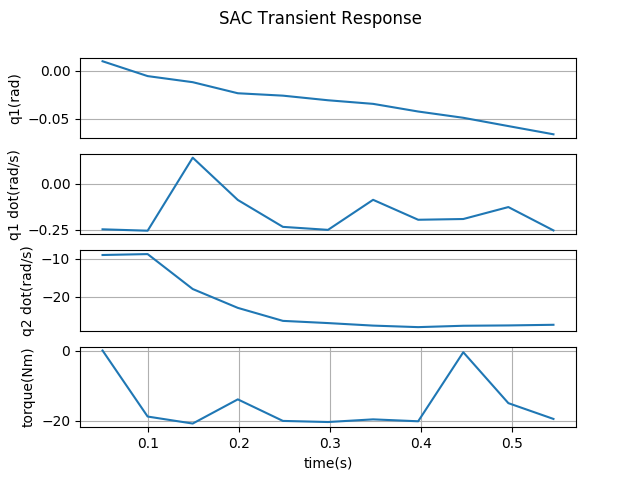 SAC Transient Response
q1(rad)
0.00
−0.05
q1 dot(rad/s)
0.00
−0.25
q2 dot(rad/s)
−10
−20
torque(Nm)
0
−20
0.1 0.2 0.3 0.4 0.5
time(s)